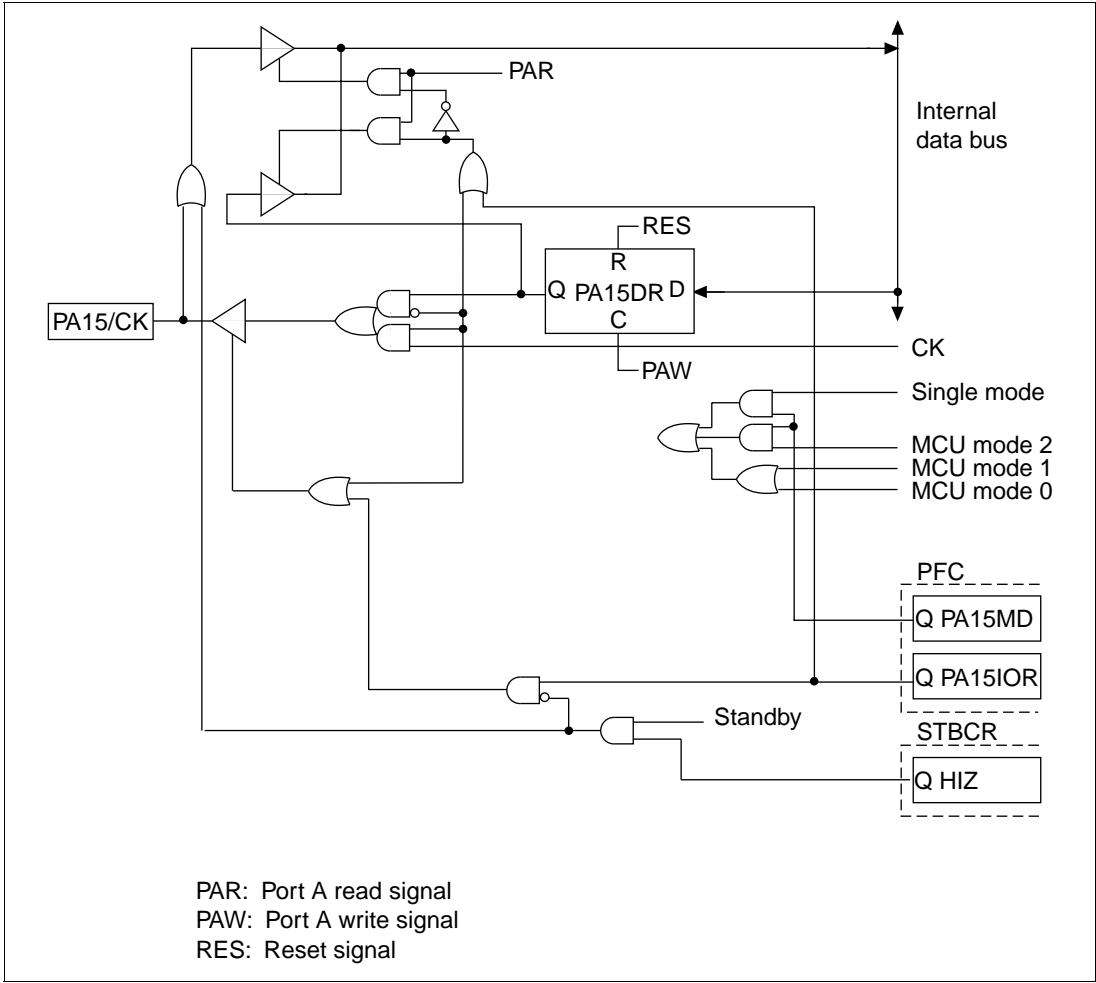 PAR
Internal
data bus
RES
R
Q PA15DR D
C
PA15/CK
PAW
CK
Single mode
MCU mode 2
MCU mode 1
MCU mode 0
PFC
Q PA15MD
Q PA15IOR
Standby
STBCR
Q HIZ
PAR: Port A read signal
PAW: Port A write signal
RES: Reset signal